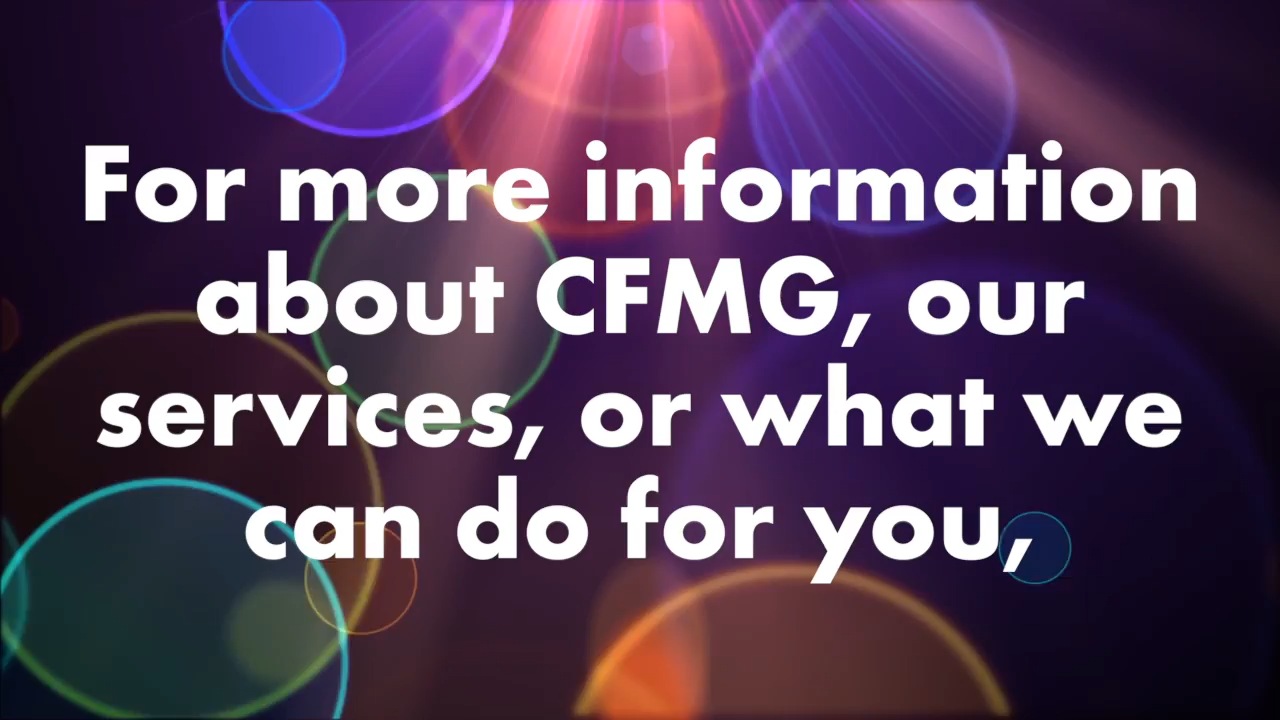 For more information
about CFMG, our
services, or what we
can do for you,